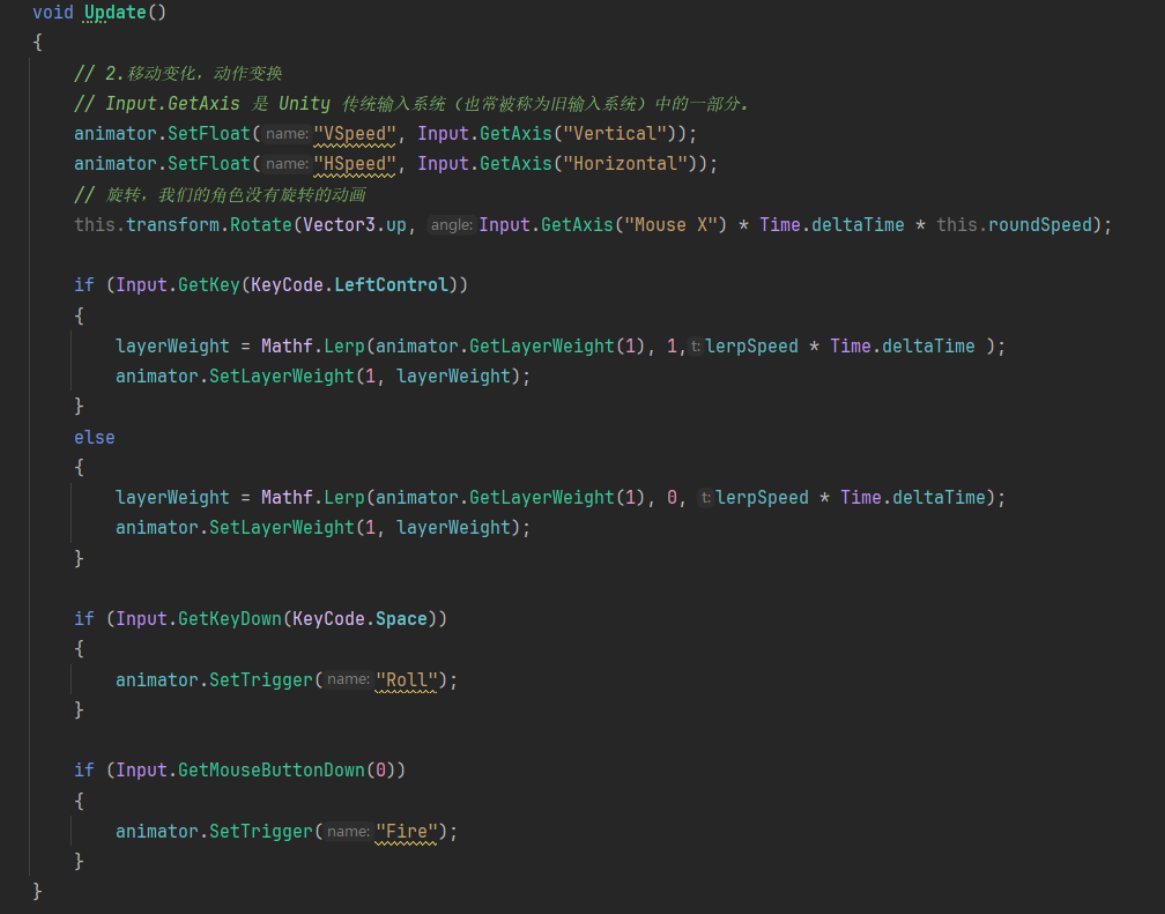 void Update()
{
// 2.移动变化，动作变换
// Input.GetAxis 是 Unity 传统输入系统（也常被称为旧输入系统）中的一部分.
animator.SetFloat( name: "VSpeed", Input.GetAxis("Vertical"));
animator.SetFloat( name: "HSpeed", Input.GetAxis("Horizontal"));
// 旋转，我们的角色没有旋转的动画
this.transform.Rotate(Vector3.up, angle: Input.GetAxis("Mouse X") * Time.deltaTime * this.roundSpeed);
if (Input.GetKey(KeyCode.LeftControl))
{
layerWeight = Mathf.Lerp(animator.GetLayerWeight(1), 1, t: lerpSpeed * Time.deltaTime );
animator.SetLayerWeight(1, layerWeight);
}
else
{
layerWeight = Mathf.Lerp(animator.GetLayerWeight(1), 0, t: lerpSpeed * Time.deltaTime);
animator.SetLayerWeight(1, layerWeight);
}
if (Input.GetKeyDown(KeyCode.Space))
{
animator.SetTrigger( name: "Roll");
}
if (Input.GetMouseButtonDown(0))
{
animator.SetTrigger( name: "Fire");
}
}